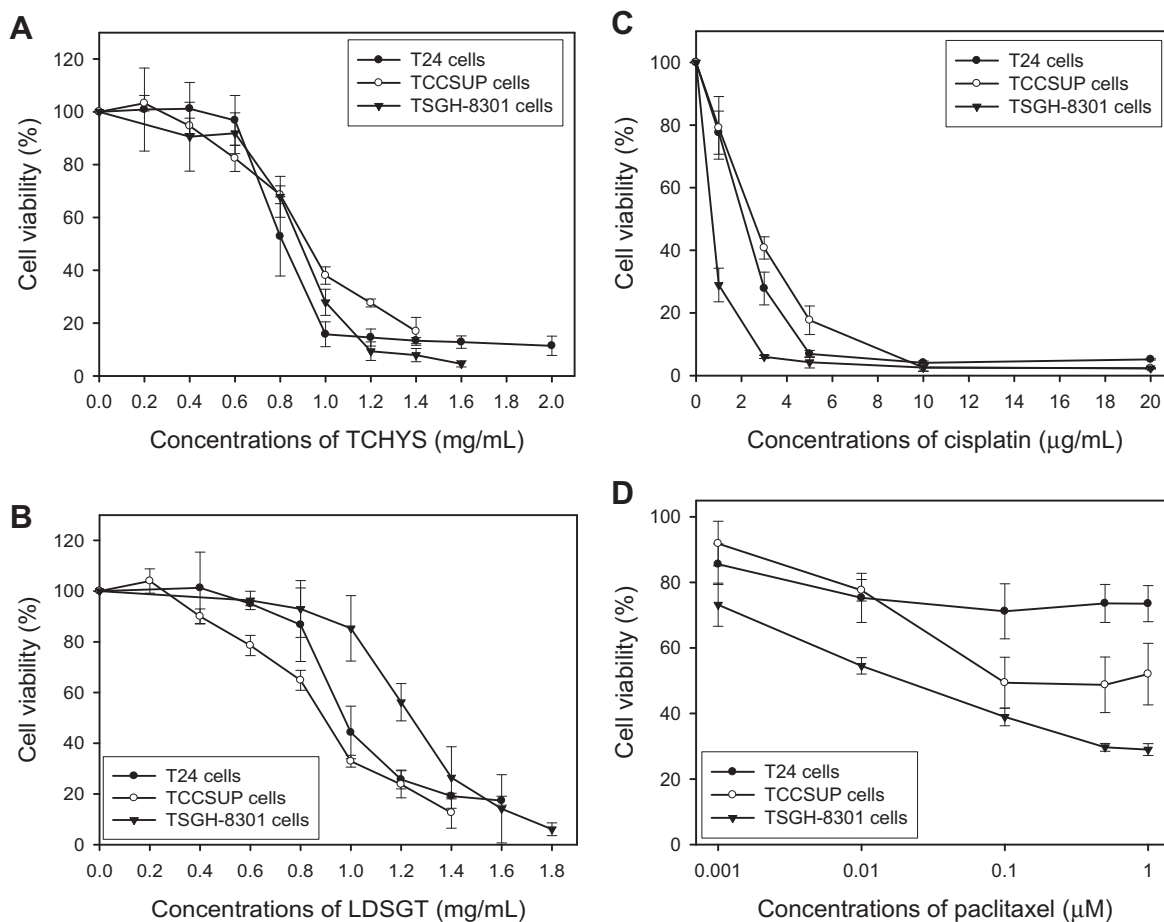 A
Cell viability (%)
120
100
80
60
40
20
0
T24 cells
TCCSUP cells
TSGH-8301 cells
0.0 0.2 0.4 0.6 0.8 1.0 1.2 1.4 1.6 1.8 2.0
Concentrations of TCHYS (mg/mL)
B
Cell viability (%)
120
100
80
60
40
20
0
T24 cells
TCCSUP cells
TSGH-8301 cells
0.0 0.2 0.4 0.6 0.8 1.0 1.2 1.4 1.6 1.8
Concentrations of LDSGT (mg/mL)
C
Cell viability (%)
100
80
60
40
20
0
T24 cells
TCCSUP cells
TSGH-8301 cells
0 2 4 6 8 10 12 14 16 18 20
Concentrations of cisplatin (μg/mL)
D
Cell viability (%)
100
80
60
40
20
0
T24 cells
TCCSUP cells
TSGH-8301 cells
0.001 0.01 0.1 1
Concentrations of paclitaxel (μM)